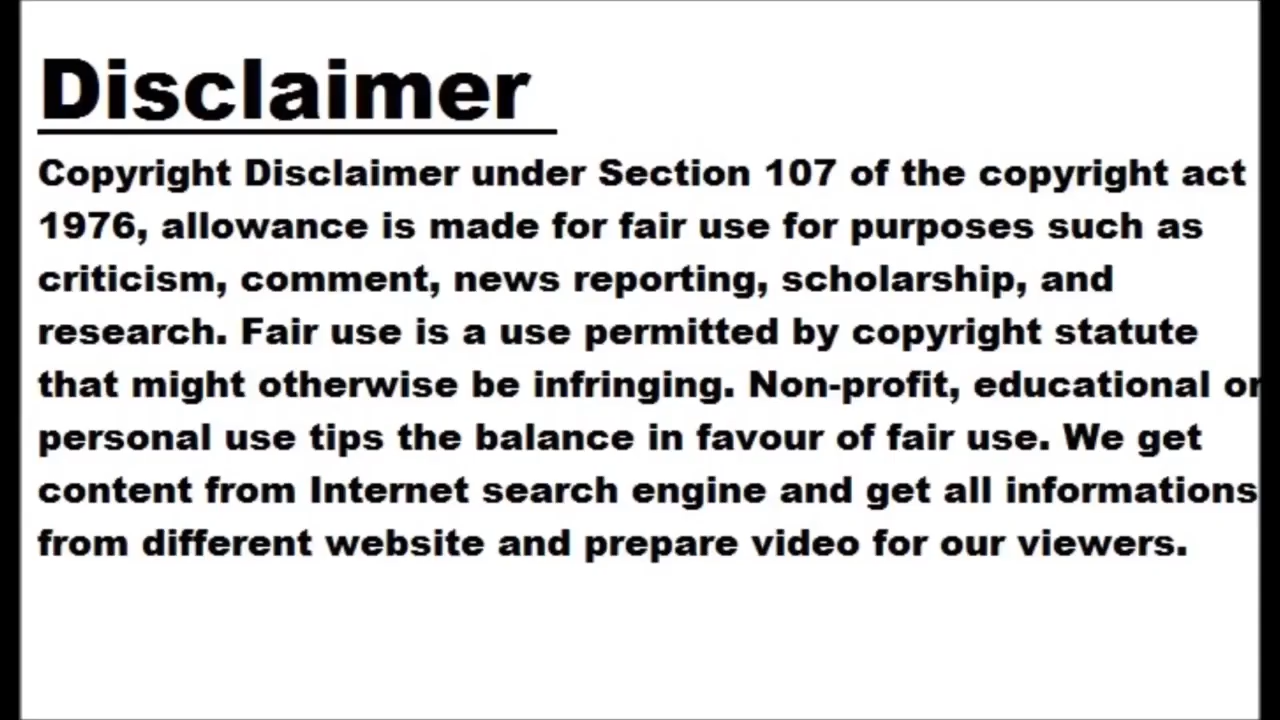 Disclaimer
Copyright Disclaimer under Section 107 of the copyright act
1976, allowance is made for fair use for purposes such as
criticism, comment, news reporting, scholarship, and
research. Fair use is a use permitted by copyright statute
that might otherwise be infringing. Non-profit, educational or
personal use tips the balance in favour of fair use. We get
content from Internet search engine and get all informations
from different website and prepare video for our viewers.